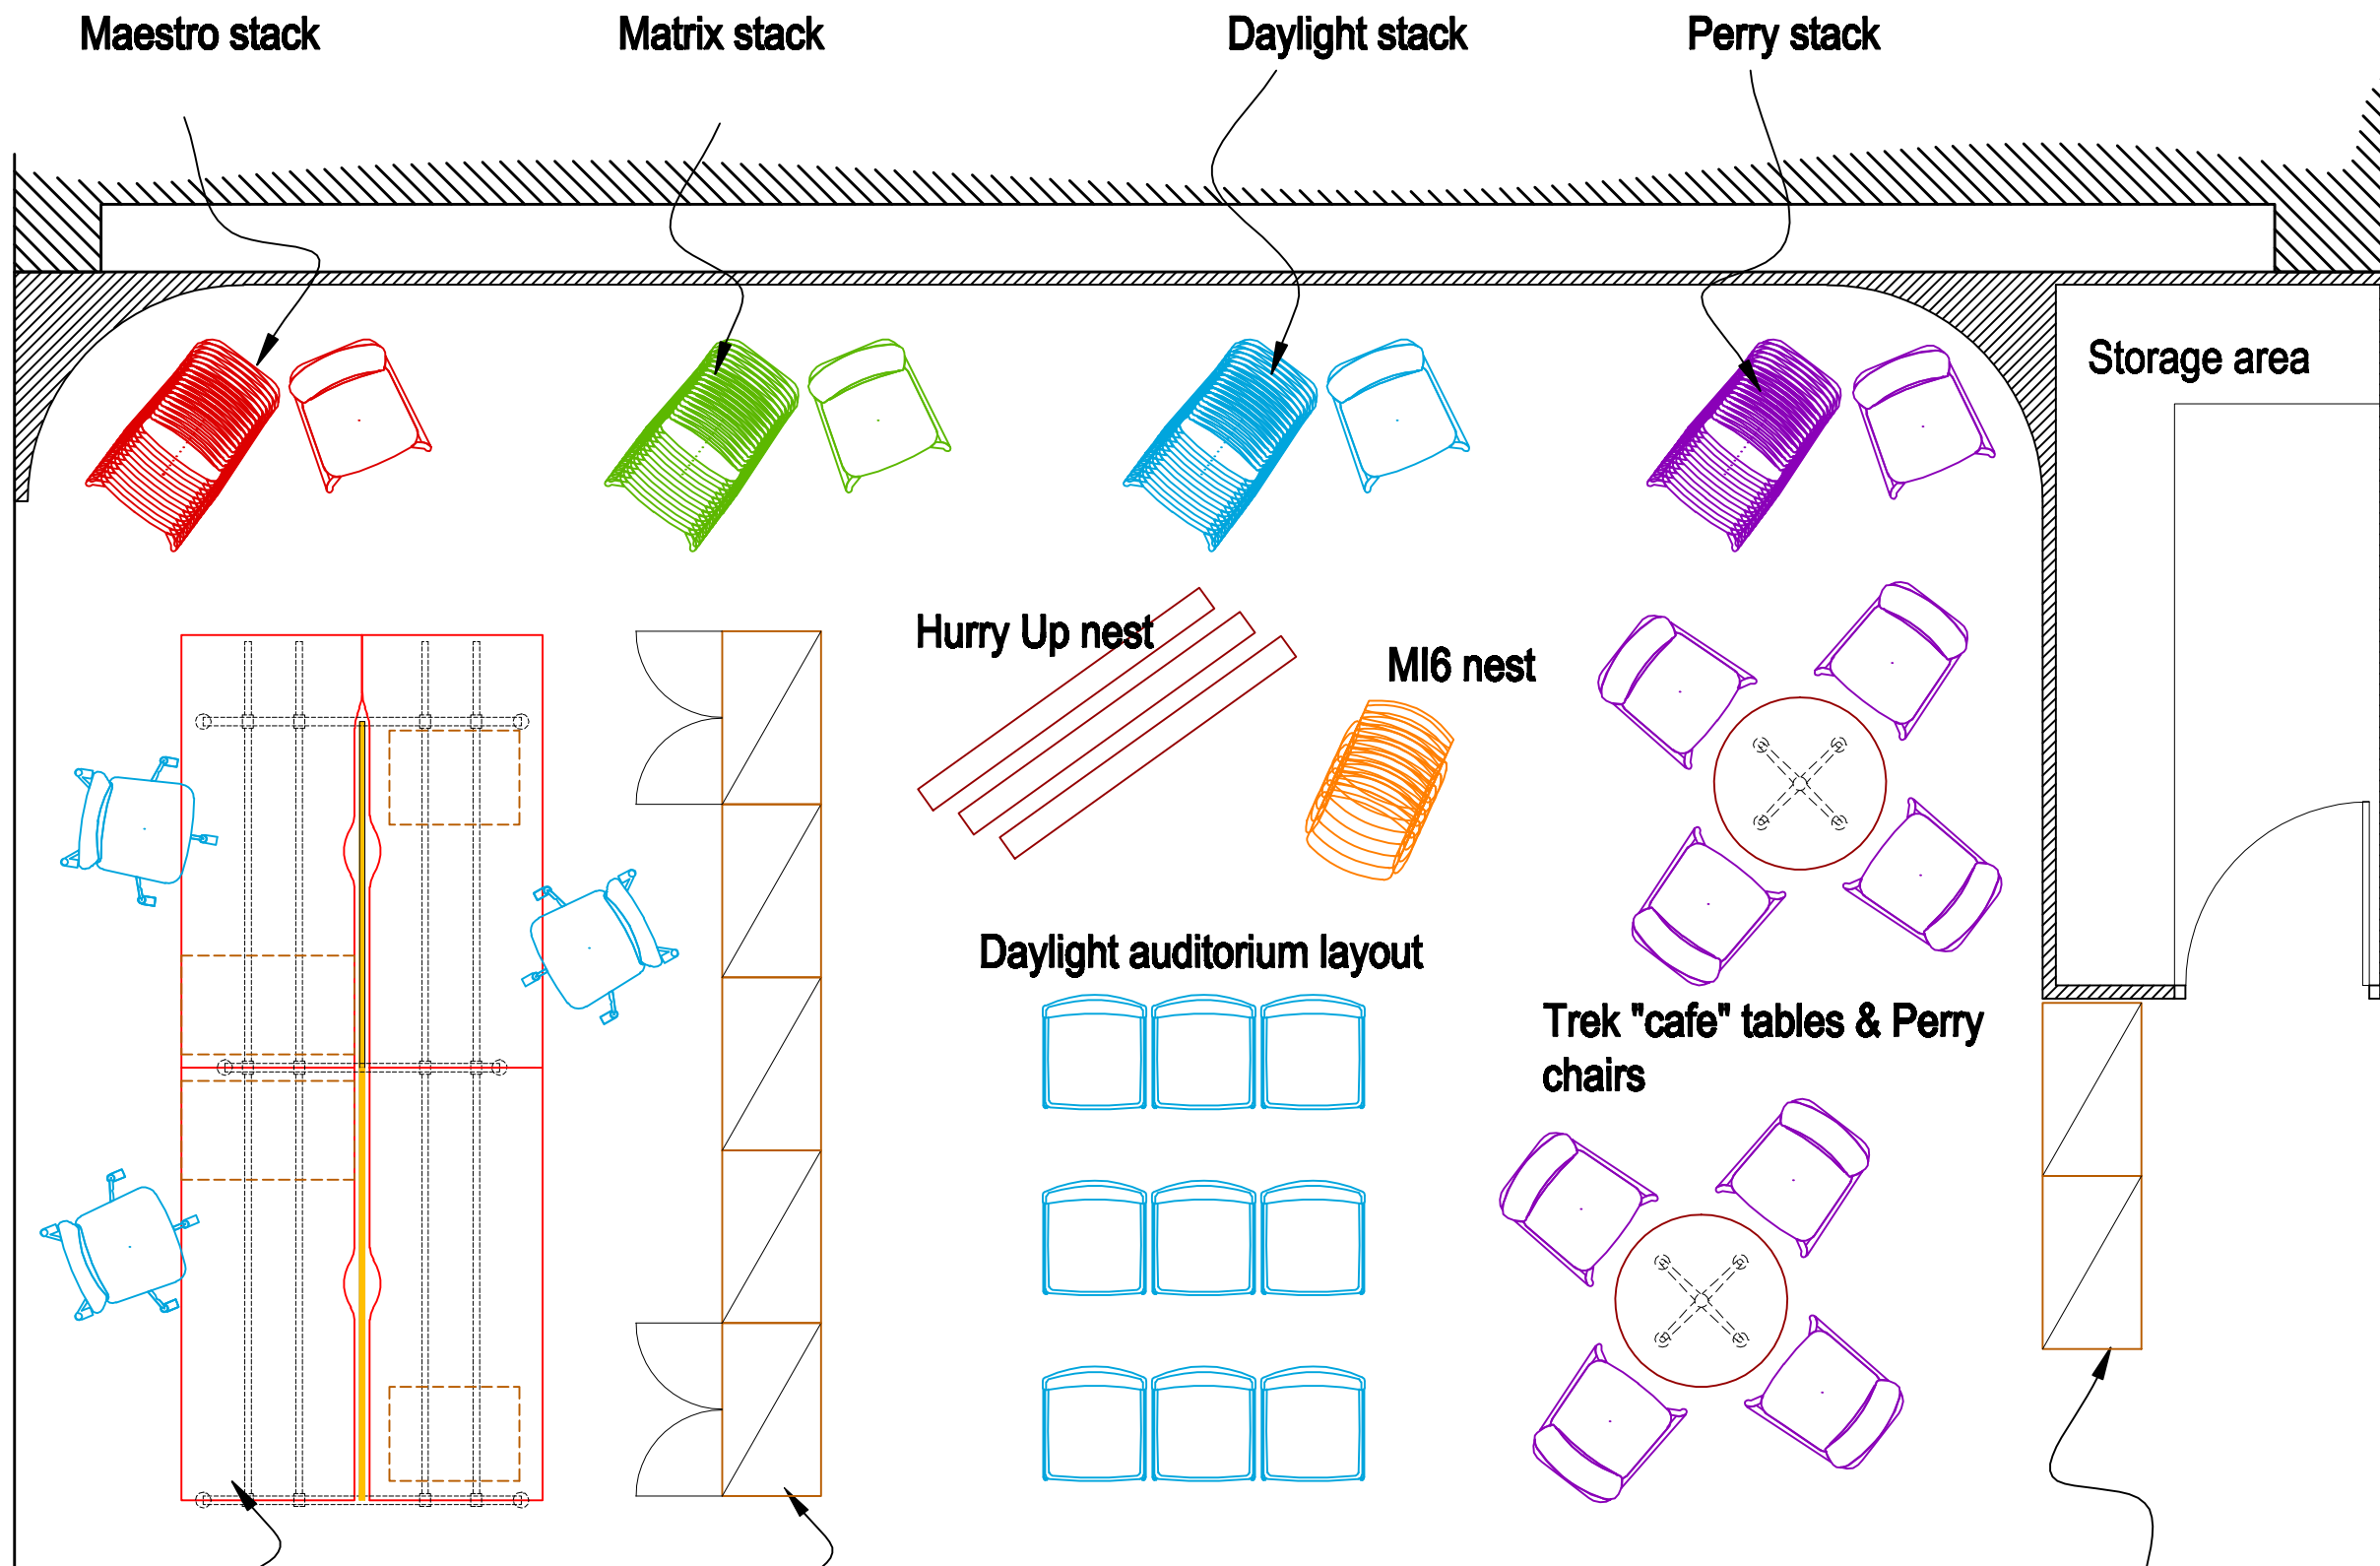 Maestro stack
Matrix stack
Daylight stack
Perry stack
Storage area
Hurry Up nest
MI6 nest
Daylight auditorium layout
Trek "cafe" tables & Perry
chairs